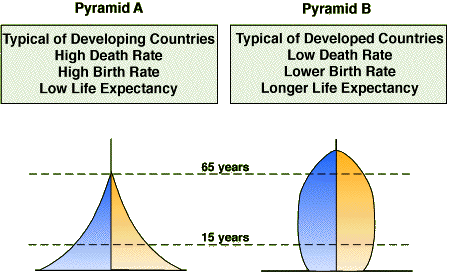 Pyramid A
Typical of Developing Countries
High Death Rate
High Birth Rate
Low Life Expectancy
Pyramid B
Typical of Developed Countries
Low Death Rate
Lower Birth Rate
Longer Life Expectancy
65 years
15 years